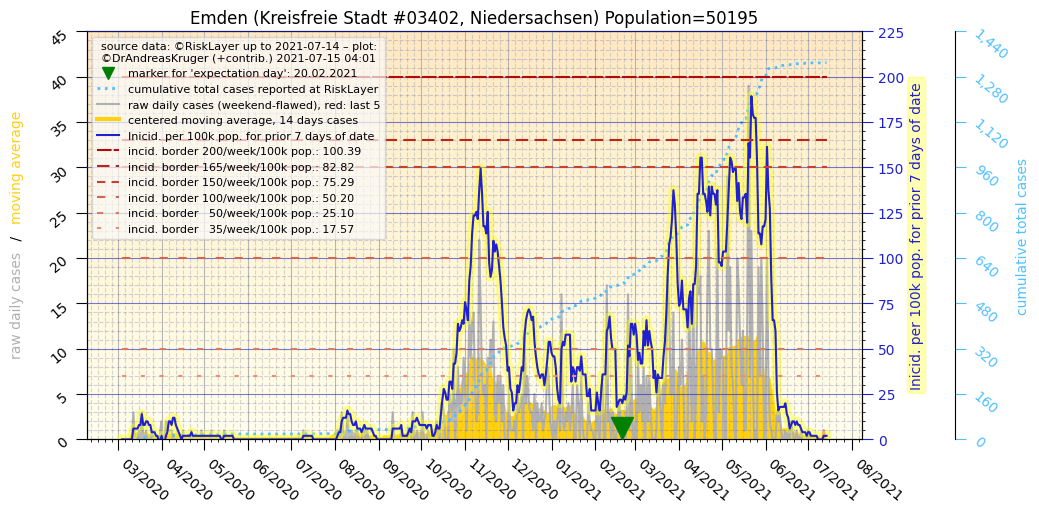 Emden (Kreisfreie Stadt #03402, Niedersachsen) Population=50195
source data: ©RiskLayer up to 2021-07-14 – plot:
©DrAndreasKruger (+contrib.) 2021-07-15 04:01
marker for 'expectation day': 20.02.2021
cumulative total cases reported at RiskLayer
raw daily cases (weekend-flawed), red: last 5
centered moving average, 14 days cases
Inicid. per 100k pop. for prior 7 days of date
incid. border 200/week/100k pop.: 100.39
incid. border 165/week/100k pop.: 82.82
incid. border 150/week/100k pop.: 75.29
incid. border 100/week/100k pop.: 50.20
incid. border 50/week/100k pop.: 25.10
incid. border 35/week/100k pop.: 17.57
raw daily cases / moving average
45
40
35
30
25
20
15
10
5
0
03/2020
04/2020
05/2020
06/2020
07/2020
08/2020
09/2020
10/2020
11/2020
12/2020
01/2021
02/2021
03/2021
04/2021
05/2021
06/2021
07/2021
08/2021
225
200
175
150
125
100
75
50
25
0
Inicid. per 100k pop. for prior 7 days of date
1,440
1,280
1,120
960
800
640
480
320
160
0
cumulative total cases